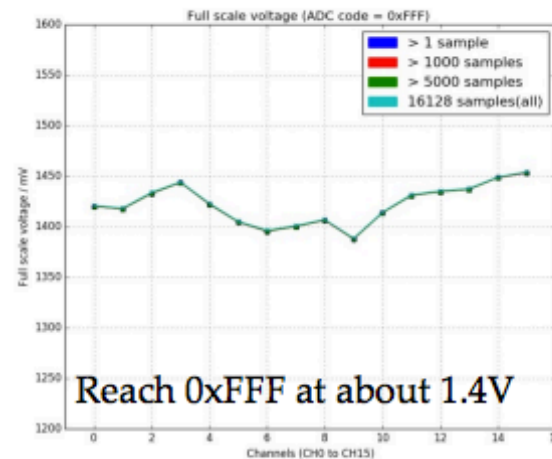 Full scale voltage (ADC code = 0xFFF)
1600
> 1 sample
> 1000 samples
> 5000 samples
16128 samples(all)
1550
1500
1450
1400
1350
1300
1250
1200
Full scale voltage / mV
Reach 0xFFF at about 1.4V
0 2 4 6 8 10 12 14 1
Channels (CH0 to CH15)